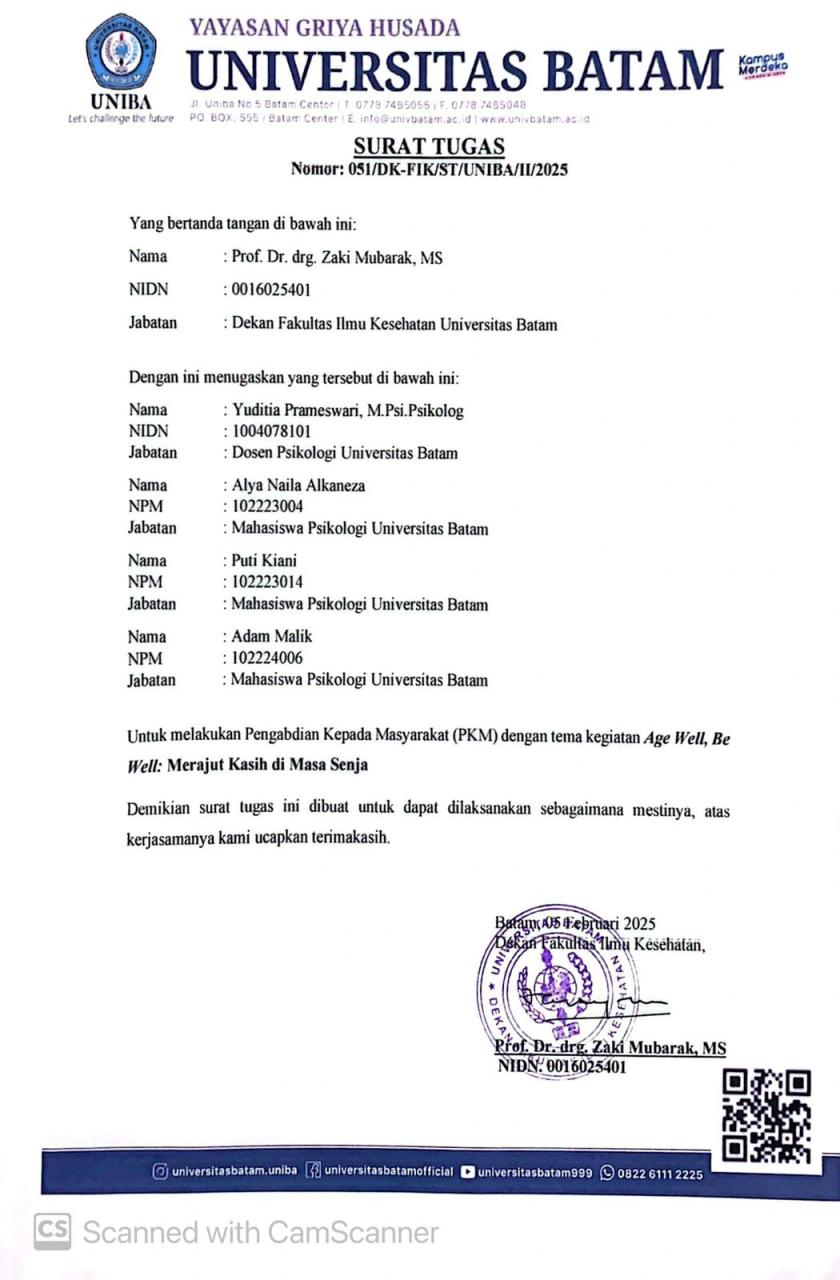 YAYASAN GRIYA HUSADA
UNIVERSITAS BATAM
Kampus Merdeka
UNIBA
Let's challenge the future
Jl. Uniba No 5 Batam Center | T. 0778 7485055 | F. 0778 7485048
PO. BOX. 555 / Batam Center | E. info@univbatam.ac.id | www.univbatam.ac.id
SURAT TUGAS
Nomor: 051/DK-FIK/ST/UNIBA/II/2025
Yang bertanda tangan di bawah ini:
Nama : Prof. Dr. drg. Zaki Mubarak, MS
NIDN : 0016025401
Jabatan : Dekan Fakultas Ilmu Kesehatan Universitas Batam
Dengan ini menugaskan yang tersebut di bawah ini:
Nama : Yuditia Prameswari, M.Psi.Psikolog
NIDN : 1004078101
Jabatan : Dosen Psikologi Universitas Batam
Nama : Alya Naila Alkaneza
NPM : 102223004
Jabatan : Mahasiswa Psikologi Universitas Batam
Nama : Puti Kiani
NPM : 102223014
Jabatan : Mahasiswa Psikologi Universitas Batam
Nama : Adam Malik
NPM : 102224006
Jabatan : Mahasiswa Psikologi Universitas Batam
Untuk melakukan Pengabdian Kepada Masyarakat (PKM) dengan tema kegiatan Age Well, Be
Well: Merajut Kasih di Masa Senja
Demikian surat tugas ini dibuat untuk dapat dilaksanakan sebagaimana mestinya, atas
kerjasamanya kami ucapkan terimakasih.
Batam, 05 Februari 2025
Dekan Fakultas Ilmu Kesehatan,
Prof. Dr. drg. Zaki Mubarak, MS
NIDN. 0016025401
universitasbatam.uniba universitasbatamofficial universitasbatam999 0822 6111 2225
CS Scanned with CamScanner